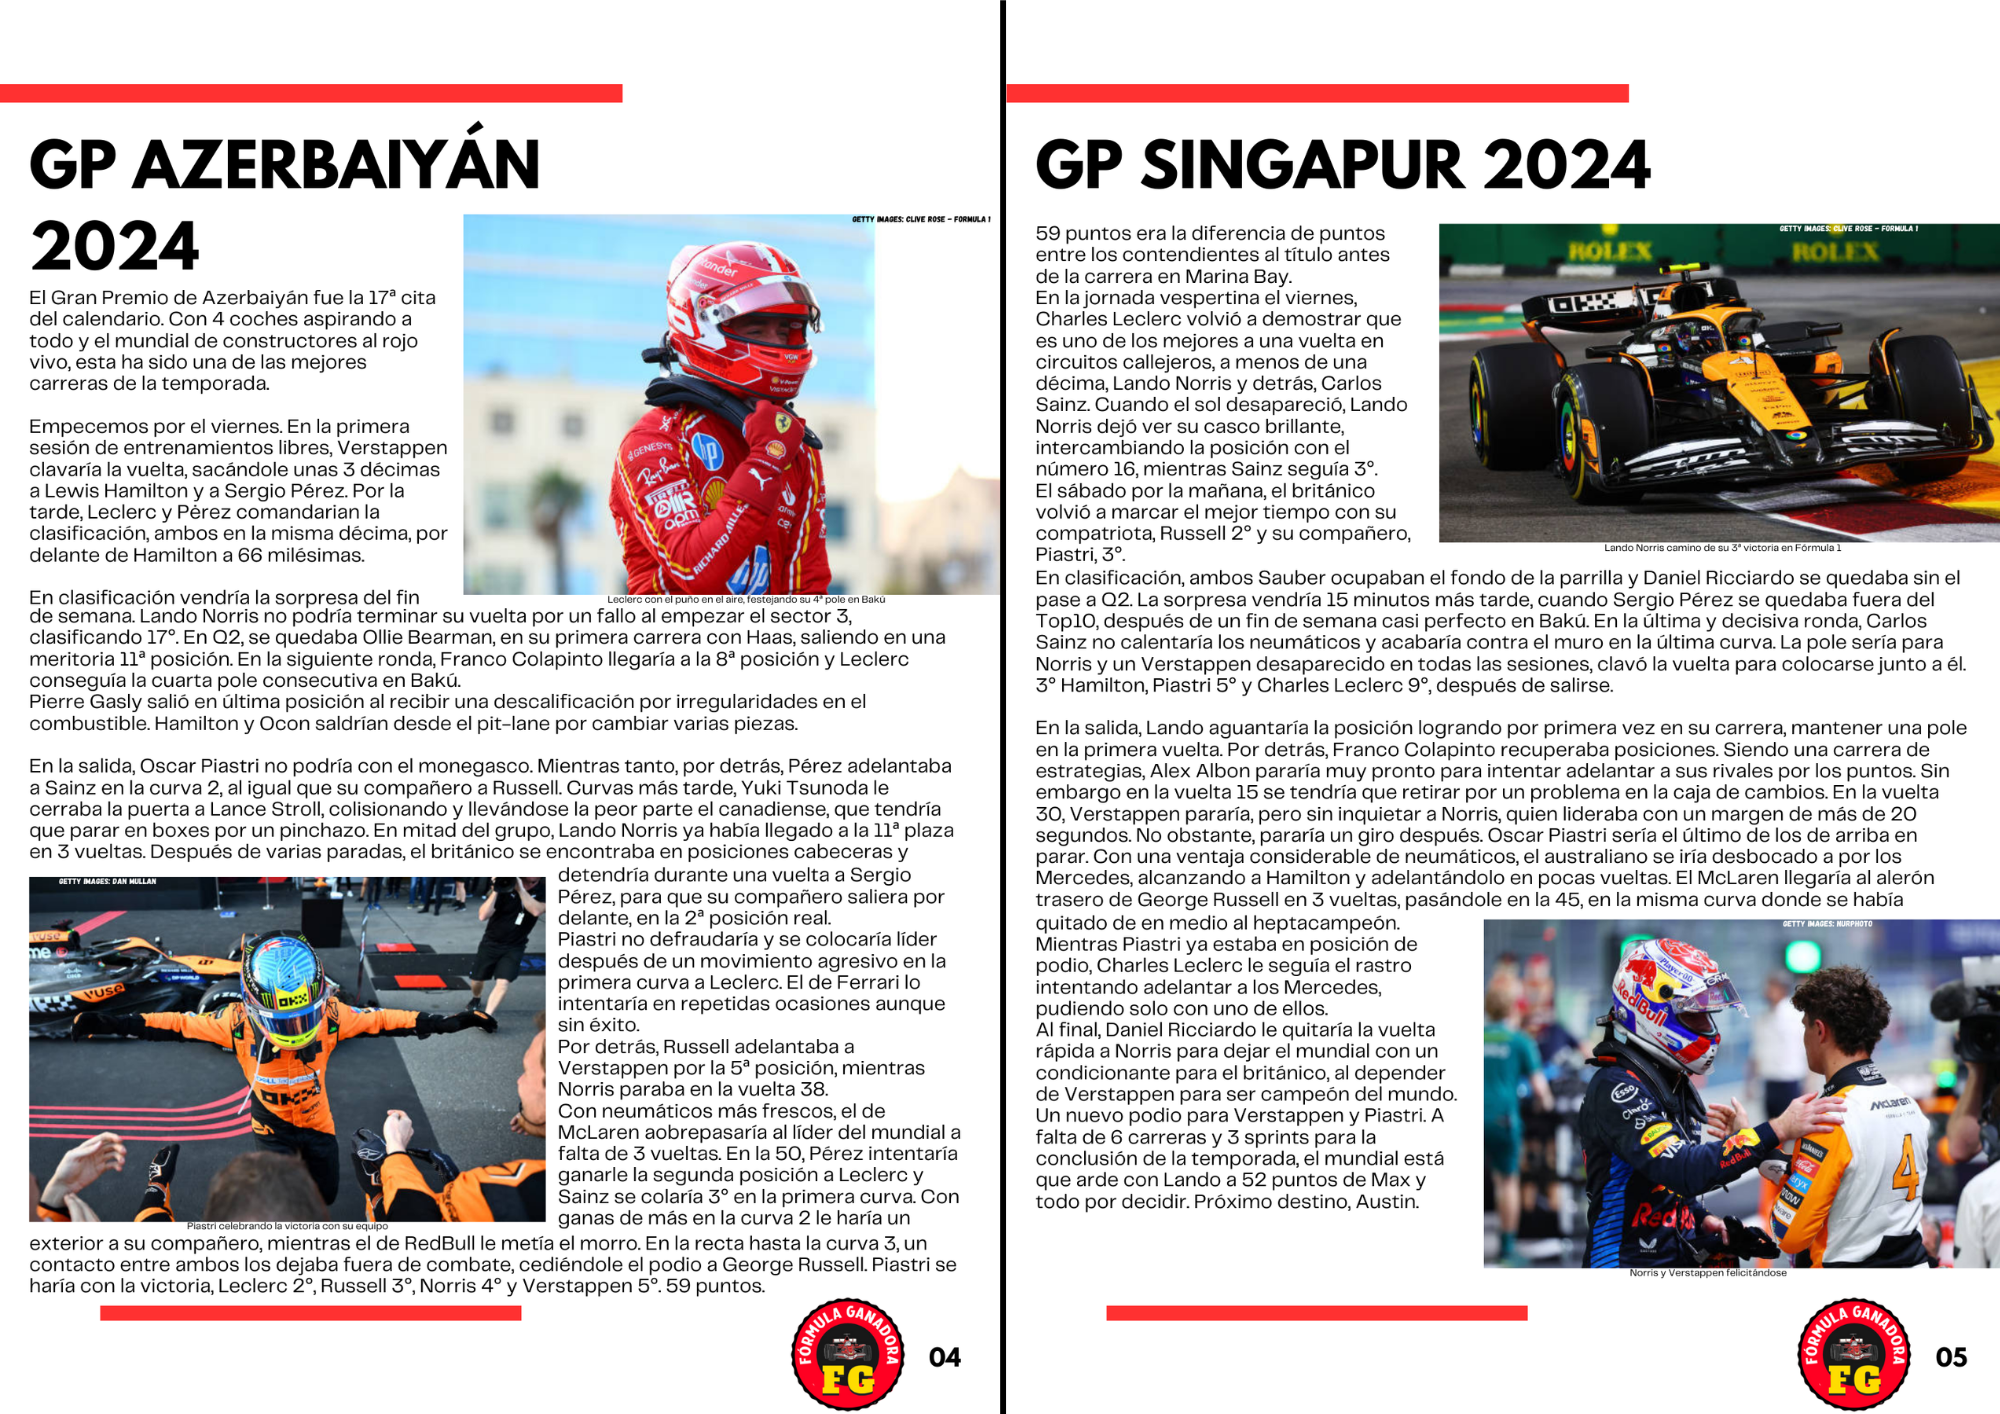 GP AZERBAIYÁN
2024
GETTY IMAGES: CLIVE ROSE - FORMULA 1
El Gran Premio de Azerbaiyán fue la 17ª cita
del calendario. Con 4 coches aspirando a
todo y el mundial de constructores al rojo
vivo, esta ha sido una de las mejores
carreras de la temporada.
Empecemos por el viernes. En la primera
sesión de entrenamientos libres, Verstappen
clavaría la vuelta, sacándole unas 3 décimas
a Lewis Hamilton y a Sergio Pérez. Por la
tarde, Leclerc y Pérez comandarian la
clasificación, ambos en la misma décima, por
delante de Hamilton a 66 milésimas.
Leclerc con el puño en el aire, festejando su 4ª pole en Bakú
En clasificación vendría la sorpresa del fin
de semana. Lando Norris no podría terminar su vuelta por un fallo al empezar el sector 3,
clasificando 17º. En Q2, se quedaba Ollie Bearman, en su primera carrera con Haas, saliendo en una
meritoria 11ª posición. En la siguiente ronda, Franco Colapinto llegaría a la 8ª posición y Leclerc
conseguía la cuarta pole consecutiva en Bakú.
Pierre Gasly salió en última posición al recibir una descalificación por irregularidades en el
combustible. Hamilton y Ocon saldrían desde el pit-lane por cambiar varias piezas.
En la salida, Oscar Piastri no podría con el monegasco. Mientras tanto, por detrás, Pérez adelantaba
a Sainz en la curva 2, al igual que su compañero a Russell. Curvas más tarde, Yuki Tsunoda le
cerraba la puerta a Lance Stroll, colisionando y llevándose la peor parte el canadiense, que tendría
que parar en boxes por un pinchazo. En mitad del grupo, Lando Norris ya había llegado a la 11ª plaza
en 3 vueltas. Después de varias paradas, el británico se encontraba en posiciones cabeceras y
detendría durante una vuelta a Sergio
Pérez, para que su compañero saliera por
delante, en la 2ª posición real.
Piastri no defraudaría y se colocaría líder
después de un movimiento agresivo en la
primera curva a Leclerc. El de Ferrari lo
intentaría en repetidas ocasiones aunque
sin éxito.
Por detrás, Russell adelantaba a
Verstappen por la 5ª posición, mientras
Norris paraba en la vuelta 38.
Con neumáticos más frescos, el de
McLaren aobrepasaría al líder del mundial a
falta de 3 vueltas. En la 50, Pérez intentaría
ganarle la segunda posición a Leclerc y
Sainz se colaría 3º en la primera curva. Con
ganas de más en la curva 2 le haría un
GETTY IMAGES: DAN MULLAN
Piastri celebrando la victoria con su equipo
exterior a su compañero, mientras el de RedBull le metía el morro. En la recta hasta la curva 3, un
contacto entre ambos los dejaba fuera de combate, cediéndole el podio a George Russell. Piastri se
haría con la victoria, Leclerc 2º, Russell 3º, Norris 4º y Verstappen 5º. 59 puntos.
FÓRMULA GANADORA
FG
04
GP SINGAPUR 2024
GETTY IMAGES: CLIVE ROSE - FORMULA 1
ROLEX
ROLEX
59 puntos era la diferencia de puntos
entre los contendientes al título antes
de la carrera en Marina Bay.
En la jornada vespertina el viernes,
Charles Leclerc volvió a demostrar que
es uno de los mejores a una vuelta en
circuitos callejeros, a menos de una
décima, Lando Norris y detrás, Carlos
Sainz. Cuando el sol desapareció, Lando
Norris dejó ver su casco brillante,
intercambiando la posición con el
número 16, mientras Sainz seguía 3º.
El sábado por la mañana, el británico
volvió a marcar el mejor tiempo con su
compatriota, Russell 2º y su compañero,
Piastri, 3º.
Lando Norris camino de su 3ª victoria en Fórmula 1
En clasificación, ambos Sauber ocupaban el fondo de la parrilla y Daniel Ricciardo se quedaba sin el
pase a Q2. La sorpresa vendría 15 minutos más tarde, cuando Sergio Pérez se quedaba fuera del
Top10, después de un fin de semana casi perfecto en Bakú. En la última y decisiva ronda, Carlos
Sainz no calentaría los neumáticos y acabaría contra el muro en la última curva. La pole sería para
Norris y un Verstappen desaparecido en todas las sesiones, clavó la vuelta para colocarse junto a él.
3º Hamilton, Piastri 5º y Charles Leclerc 9º, después de salirse.
En la salida, Lando aguantaría la posición logrando por primera vez en su carrera, mantener una pole
en la primera vuelta. Por detrás, Franco Colapinto recuperaba posiciones. Siendo una carrera de
estrategias, Alex Albon pararía muy pronto para intentar adelantar a sus rivales por los puntos. Sin
embargo en la vuelta 15 se tendría que retirar por un problema en la caja de cambios. En la vuelta
30, Verstappen pararía, pero sin inquietar a Norris, quien lideraba con un margen de más de 20
segundos. No obstante, pararía un giro después. Oscar Piastri sería el último de los de arriba en
parar. Con una ventaja considerable de neumáticos, el australiano se iría desbocado a por los
Mercedes, alcanzando a Hamilton y adelantándolo en pocas vueltas. El McLaren llegaría al alerón
trasero de George Russell en 3 vueltas, pasándole en la 45, en la misma curva donde se había
quitado de en medio al heptacampeón.
Mientras Piastri ya estaba en posición de
podio, Charles Leclerc le seguía el rastro
intentando adelantar a los Mercedes,
pudiendo solo con uno de ellos.
Al final, Daniel Ricciardo le quitaría la vuelta
rápida a Norris para dejar el mundial con un
condicionante para el británico, al depender
de Verstappen para ser campeón del mundo.
Un nuevo podio para Verstappen y Piastri. A
falta de 6 carreras y 3 sprints para la
conclusión de la temporada, el mundial está
que arde con Lando a 52 puntos de Max y
todo por decidir. Próximo destino, Austin.
GETTY IMAGES: NURPHOTO
Norris y Verstappen felicitándose
FÓRMULA GANADORA
FG
05